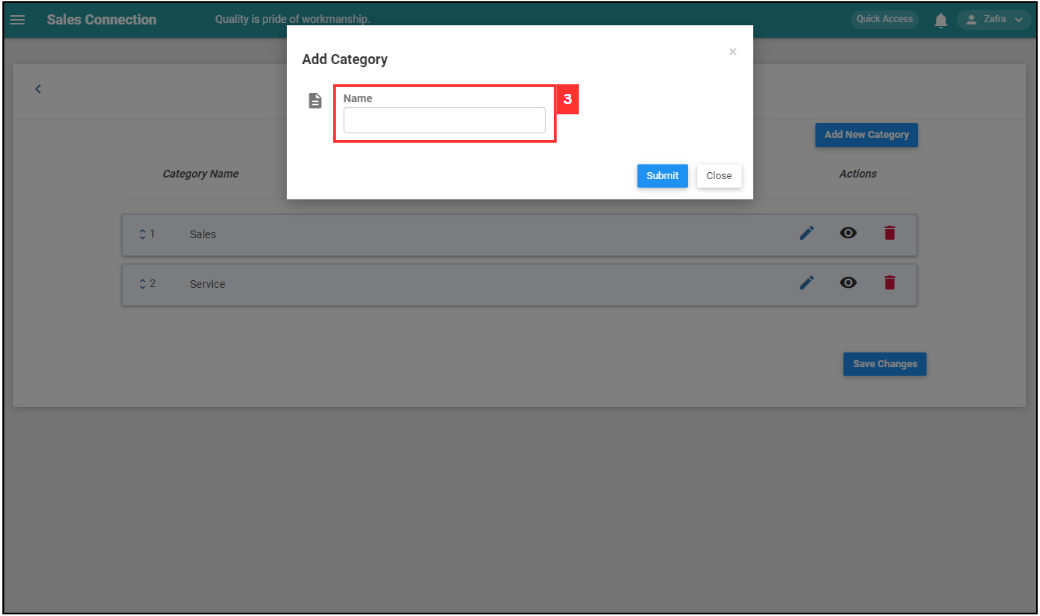 Sales Connection
Quality is pride of workmanship.
Quick Access
Zafra
Add Category
×
Name
3
Submit
Close
Add New Category
Category Name
Actions
1 Sales
2 Service
Save Changes